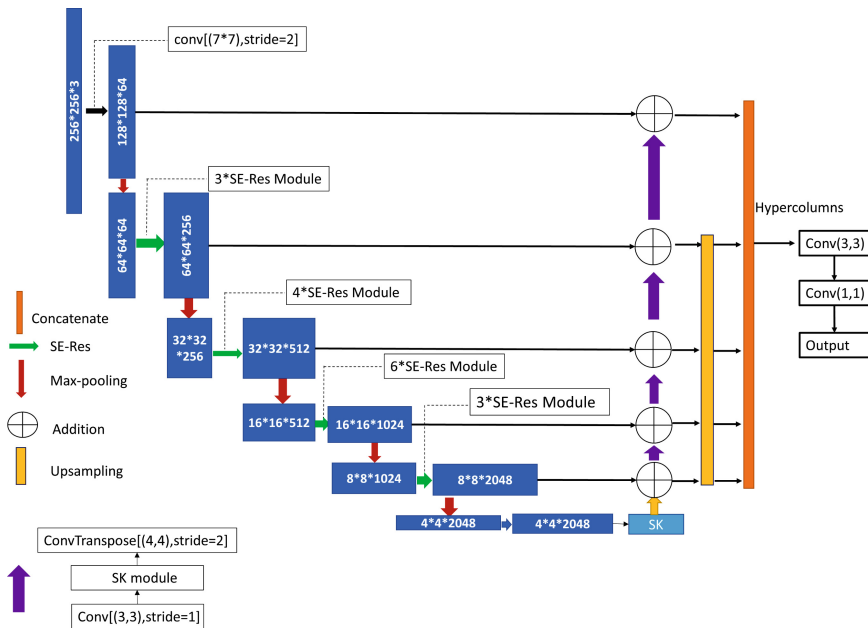 conv[(7*7),stride=2]
256*256*3
128*128*64
3*SE-Res Module
64*64*64
64*64*256
Hypercolumns
Conv(3,3)
4*SE-Res Module
Conv(1,1)
Concatenate
32*32
*256
32*32*512
Output
SE-Res
6*SE-Res Module
Max-pooling
3*SE-Res Module
16*16*512
16*16*1024
Addition
Upsampling
8*8*1024
8*8*2048
4*4*2048
4*4*2048
SK
ConvTranspose[(4,4),stride=2]
SK module
Conv[(3,3),stride=1]